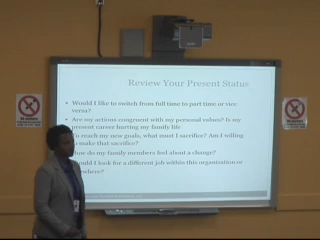 Review Your Present Status
Would I like to switch from full time to part time or vice
versa?
Are my actions congruent with my personal values? Is my
present career hurting my family life
To reach my new goals, what must I sacrifice? Am I willing
make that sacrifice?
How do my family members feel about a change?
I look for a different job within this organization or